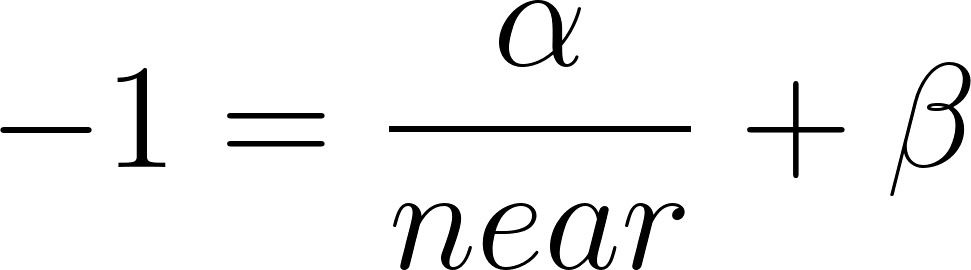 −1 = α/near + β